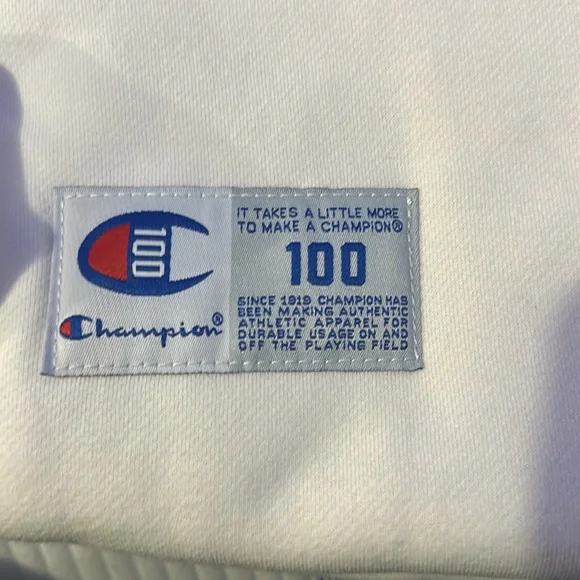 100
Champion®
IT TAKES A LITTLE MORE
TO MAKE A CHAMPION®
100
SINCE 1919 CHAMPION HAS
BEEN MAKING AUTHENTIC
ATHLETIC APPAREL FOR
DURABLE USAGE ON AND
OFF THE PLAYING FIELD